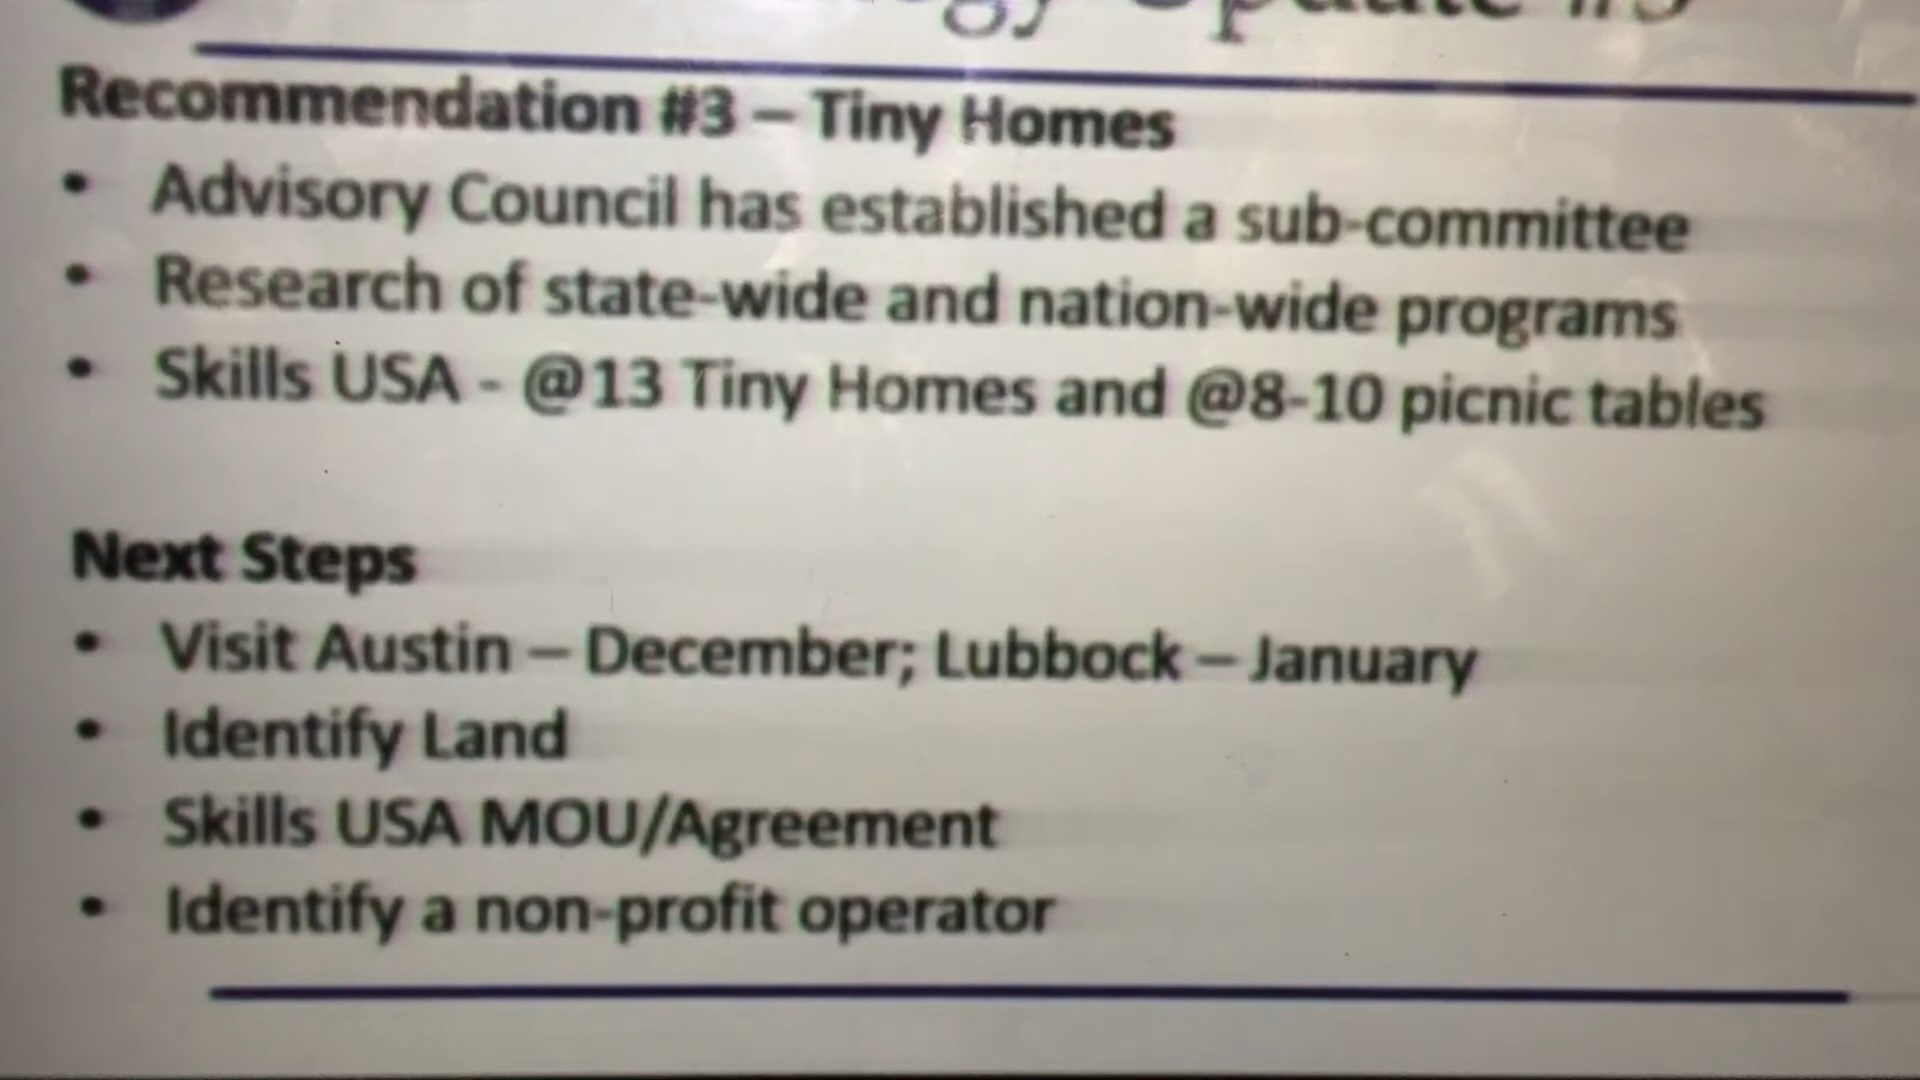 Update #3
Recommendation #3 – Tiny Homes
• Advisory Council has established a sub-committee
• Research of state-wide and nation-wide programs
• Skills USA - @13 Tiny Homes and @8-10 picnic tables
Next Steps
• Visit Austin – December; Lubbock – January
• Identify Land
• Skills USA MOU/Agreement
• Identify a non-profit operator